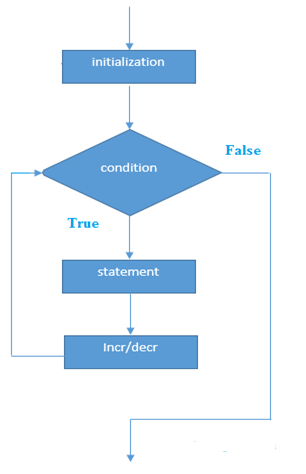 initialization
condition
False
True
statement
Incr/decr